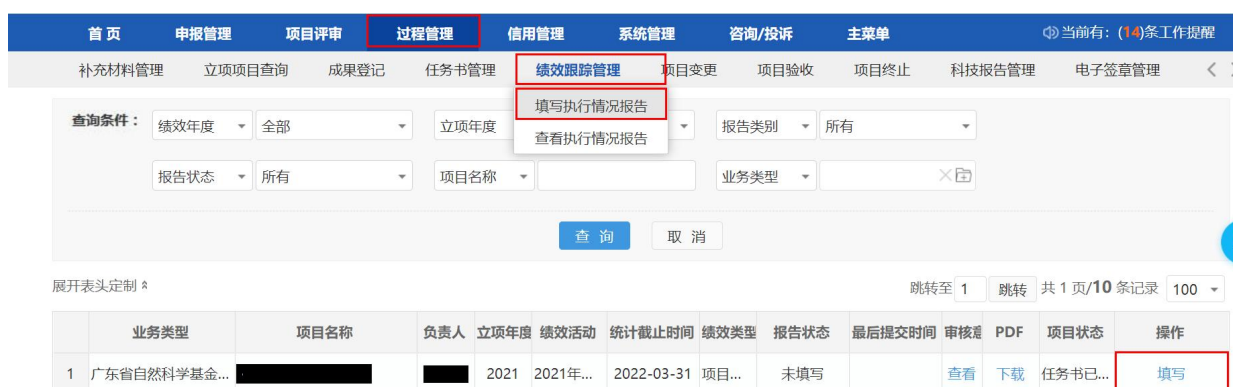 首页 申报管理 项目评审 过程管理 信用管理 系统管理 咨询/投诉 主菜单 当前有：(14)条工作提醒
补充材料管理 立项项目查询 成果登记 任务书管理 绩效跟踪管理 项目变更 项目验收 项目终止 科技报告管理 电子签章管理
填写执行情况报告
查看执行情况报告
查询条件： 绩效年度 全部 立项年度 报告类别 所有
报告状态 所有 项目名称 业务类型
查询 取消
展开表头定制 跳转至 1 跳转 共 1 页/10 条记录 100
业务类型 项目名称 负责人 立项年度 绩效活动 统计截止时间 绩效类型 报告状态 最后提交时间 审核意 PDF 项目状态 操作
1 广东省自然科学基金... 2021 2021年... 2022-03-31 项目... 未填写 查看 下载 任务书已... 填写